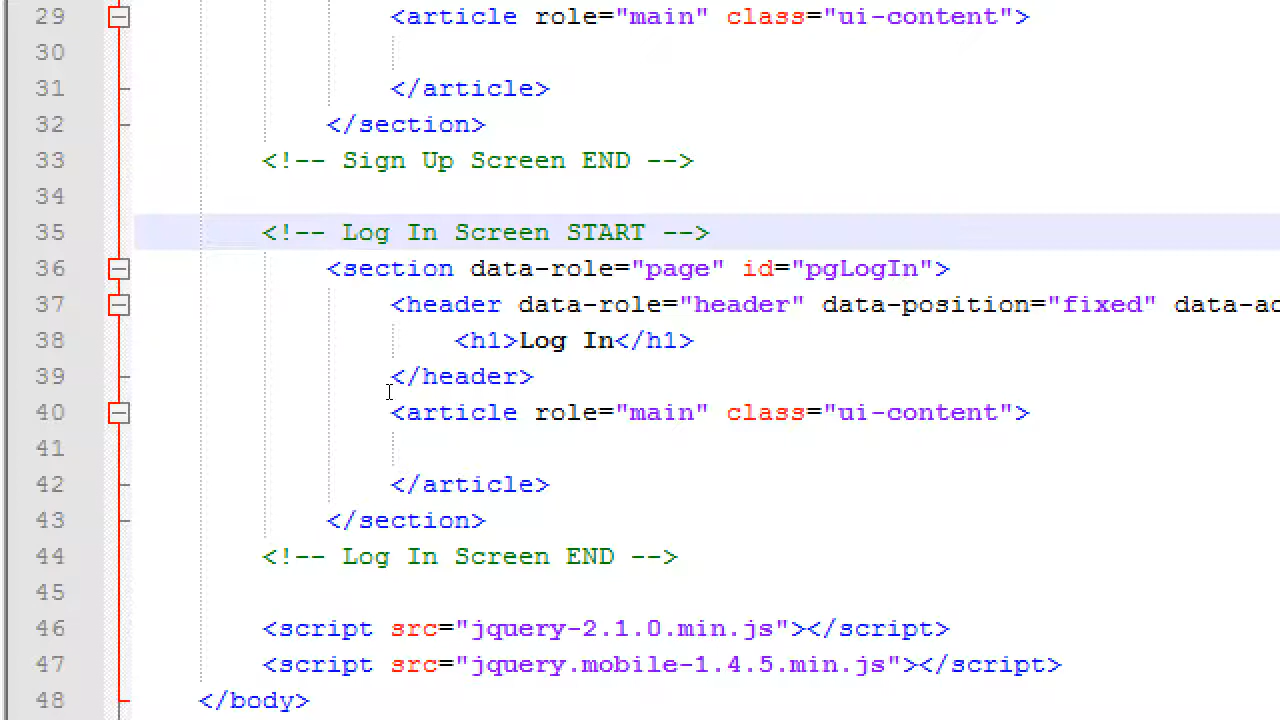 29 <article role="main" class="ui-content">
30
31 </article>
32 </section>
33 <!-- Sign Up Screen END -->
34
35 <!-- Log In Screen START -->
36 <section data-role="page" id="pgLogIn">
37 <header data-role="header" data-position="fixed" data-ad
38 <h1>Log In</h1>
39 </header>
40 <article role="main" class="ui-content">
41
42 </article>
43 </section>
44 <!-- Log In Screen END -->
45
46 <script src="jquery-2.1.0.min.js"></script>
47 <script src="jquery.mobile-1.4.5.min.js"></script>
48 </body>